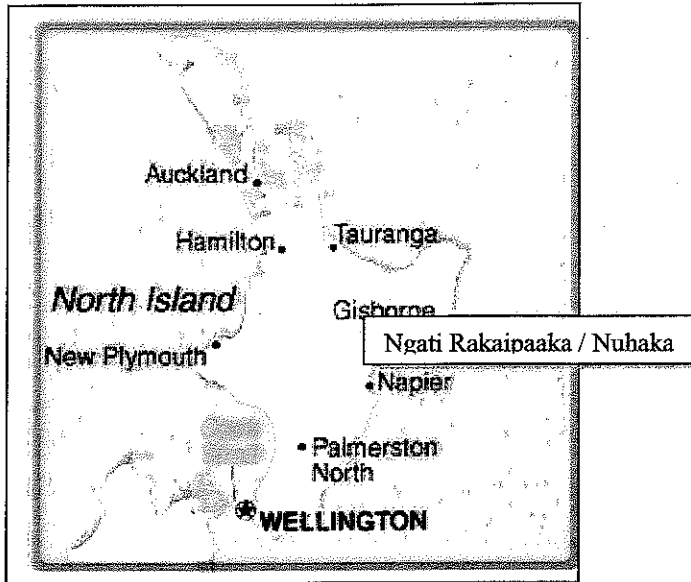 Auckland
Hamilton
Tauranga
North Island
Gisborne
Ngati Rakaipaaka / Nuhaka
New Plymouth
Napier
Palmerston
North
WELLINGTON